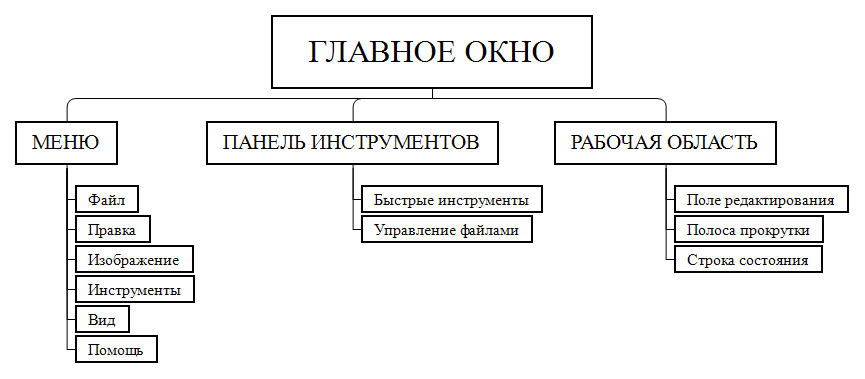 ГЛАВНОЕ ОКНО
МЕНЮ
Файл
Правка
Изображение
Инструменты
Вид
Помощь
ПАНЕЛЬ ИНСТРУМЕНТОВ
Быстрые инструменты
Управление файлами
РАБОЧАЯ ОБЛАСТЬ
Поле редактирования
Полоса прокрутки
Строка состояния